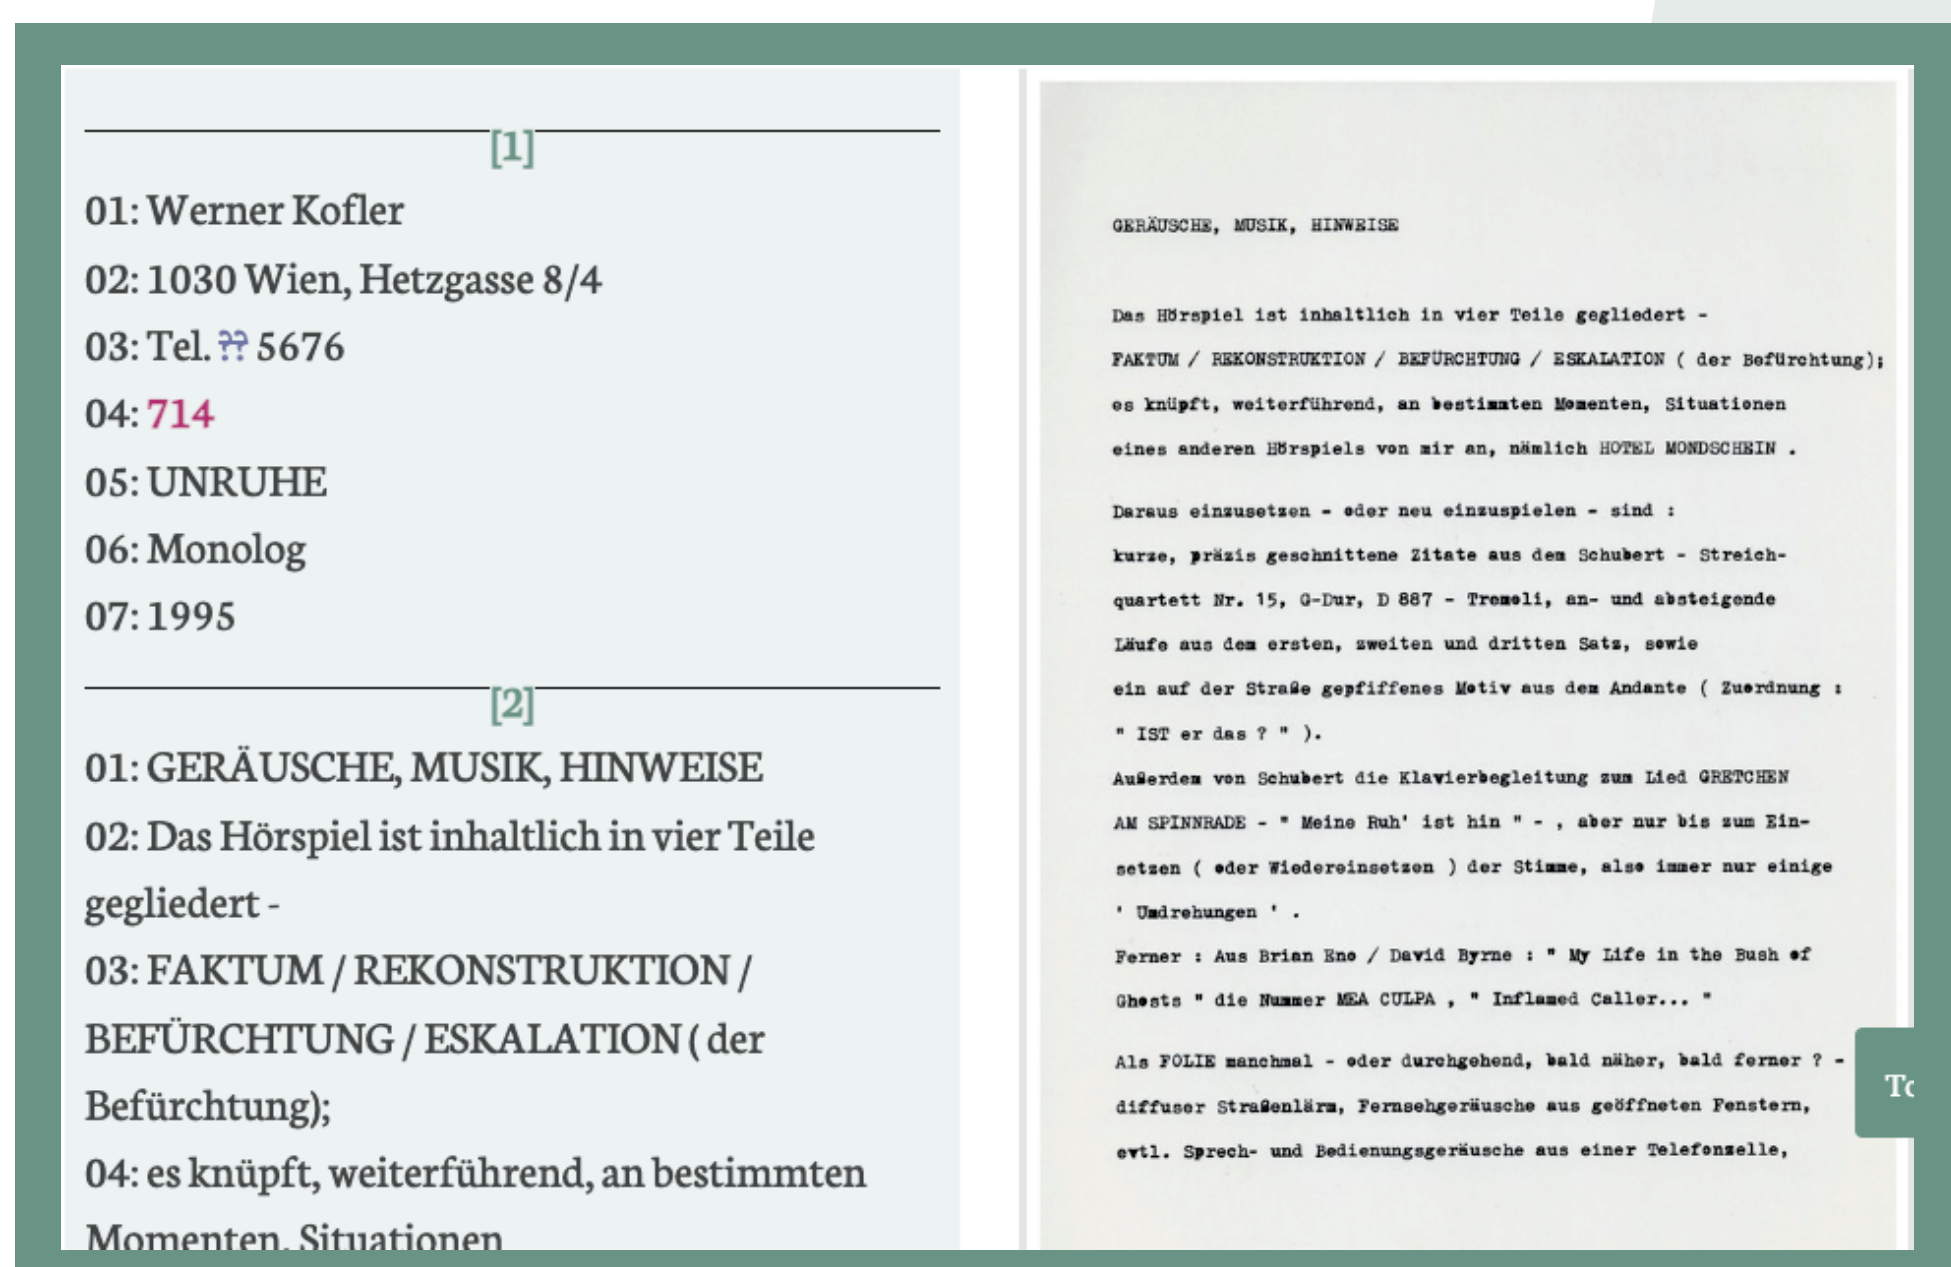 [1]
01: Werner Kofler
02: 1030 Wien, Hetzgasse 8/4
03: Tel. ?? 5676
04: 714
05: UNRUHE
06: Monolog
07: 1995
[2]
01: GERÄUSCHE, MUSIK, HINWEISE
02: Das Hörspiel ist inhaltlich in vier Teile
gegliedert -
03: FAKTUM / REKONSTRUKTION /
BEFÜRCHTUNG / ESKALATION ( der
Befürchtung);
04: es knüpft, weiterführend, an bestimmten
Momenten, Situationen
GERÄUSCHE, MUSIK, HINWEISE
Das Hörspiel ist inhaltlich in vier Teile gegliedert -
FAKTUM / REKONSTRUKTION / BEFÜRCHTUNG / ESKALATION ( der Befürchtung);
es knüpft, weiterführend, an bestimmten Momenten, Situationen
eines anderen Hörspiels von mir an, nämlich HOTEL MONDSCHEIN .
Daraus einzusetzen - oder neu einzuspielen - sind :
kurze, präzis geschnittene Zitate aus dem Schubert - Streich-
quartett Nr. 15, G-Dur, D 887 - Tremoli, an- und absteigende
Läufe aus dem ersten, zweiten und dritten Satz, sowie
ein auf der Straße gepfiffenes Motiv aus dem Andante ( Zuordnung :
" IST er das ? " ).
Außerdem von Schubert die Klavierbegleitung zum Lied GRETCHEN
AM SPINNRADE - " Meine Ruh' ist hin " - , aber nur bis zum Ein-
setzen ( oder Wiedereinsetzen ) der Stimme, also immer nur einige
' Umdrehungen ' .
Ferner : Aus Brian Eno / David Byrne : " My Life in the Bush of
Ghosts " die Nummer MEA CULPA , " Inflamed Caller... "
Als FOLIE manchmal - oder durchgehend, bald näher, bald ferner ? -
diffuser Straßenlärm, Fernsehgeräusche aus geöffneten Fenstern,
evtl. Sprech- und Bedienungsgeräusche aus einer Telefonzelle,